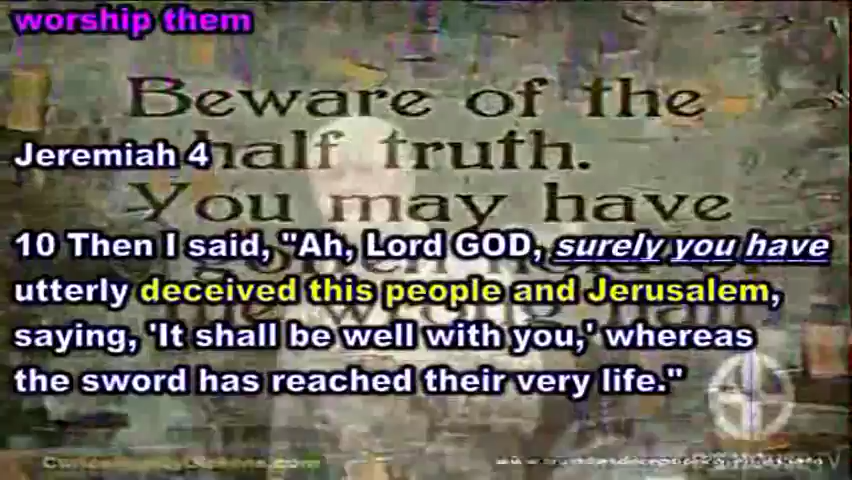 worship them
Beware of the
Jeremiah 4
half truth.
You may have
10 Then I said, "Ah, Lord GOD, surely you have
utterly deceived this people and Jerusalem,
saying, 'It shall be well with you,' whereas
the sword has reached their very life."